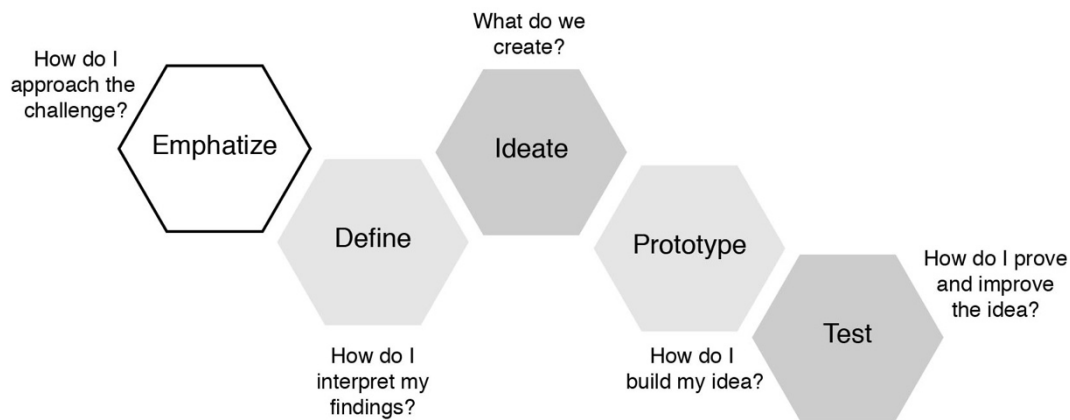 How do I
approach the
challenge?
Emphatize
Define
How do I
interpret my
findings?
What do we
create?
Ideate
Prototype
How do I
build my idea?
Test
How do I prove
and improve
the idea?